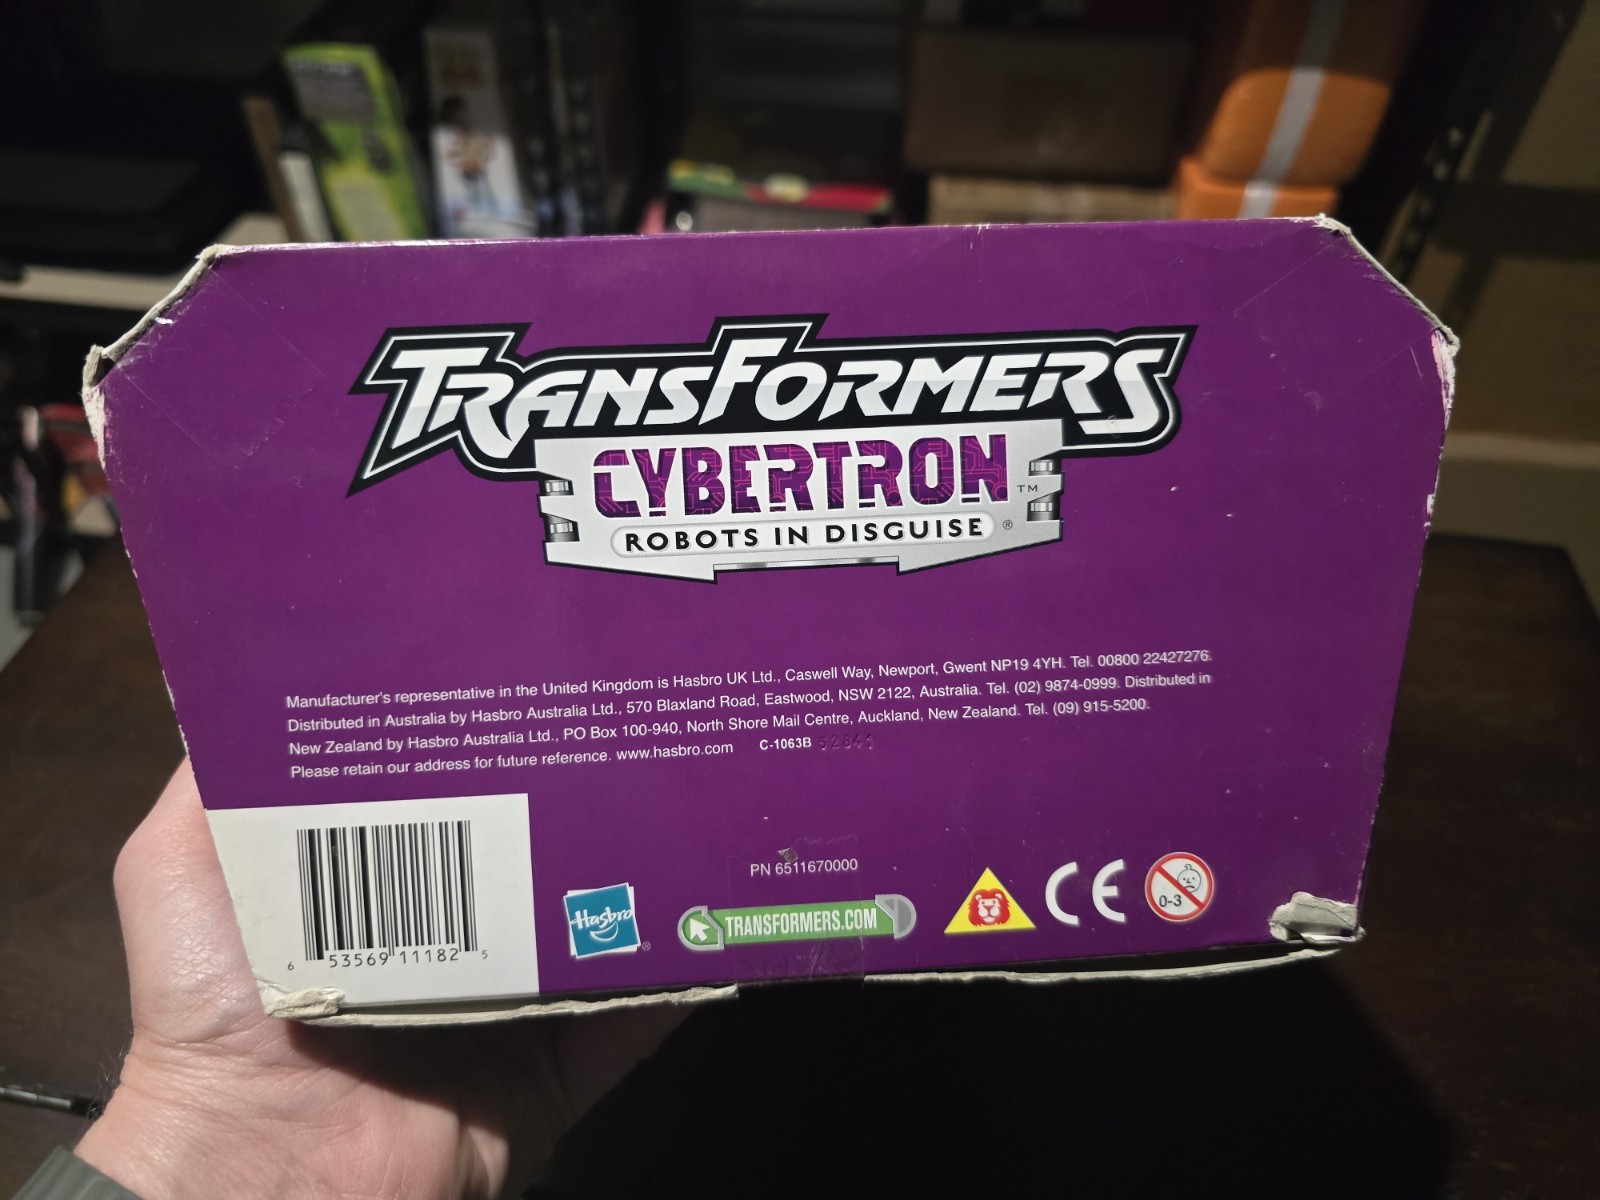 TRANSFORMERS
CYBERTRON™
ROBOTS IN DISGUISE®
Manufacturer's representative in the United Kingdom is Hasbro UK Ltd., Caswell Way, Newport, Gwent NP19 4YH. Tel. 00800 22427276.
Distributed in Australia by Hasbro Australia Ltd., 570 Blaxland Road, Eastwood, NSW 2122, Australia. Tel. (02) 9874-0999. Distributed in
New Zealand by Hasbro Australia Ltd., PO Box 100-940, North Shore Mail Centre, Auckland, New Zealand. Tel. (09) 915-5200.
Please retain our address for future reference. www.hasbro.com C-1063B
PN 6511670000
6 53569 11182 5
Hasbro®
TRANSFORMERS.COM
CE
0-3